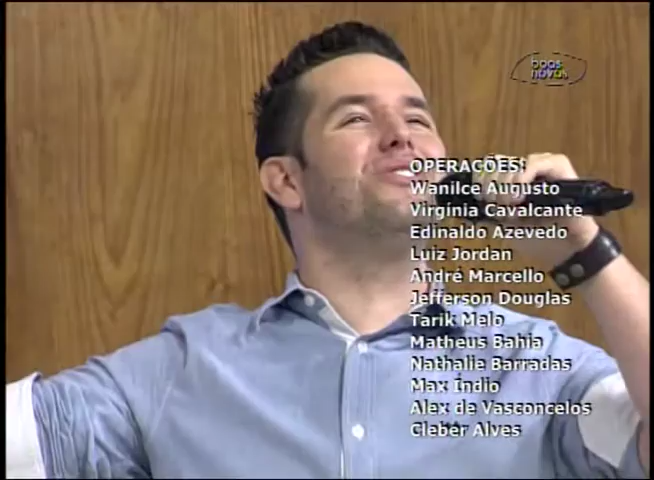 boas
novas
OPERAÇÕES:
Wanilce Augusto
Virgínia Cavalcante
Edinaldo Azevedo
Luiz Jordan
André Marcello
Jefferson Douglas
Tarik Melo
Matheus Bahia
Nathalie Barradas
Max Índio
Alex de Vasconcelos
Cleber Alves